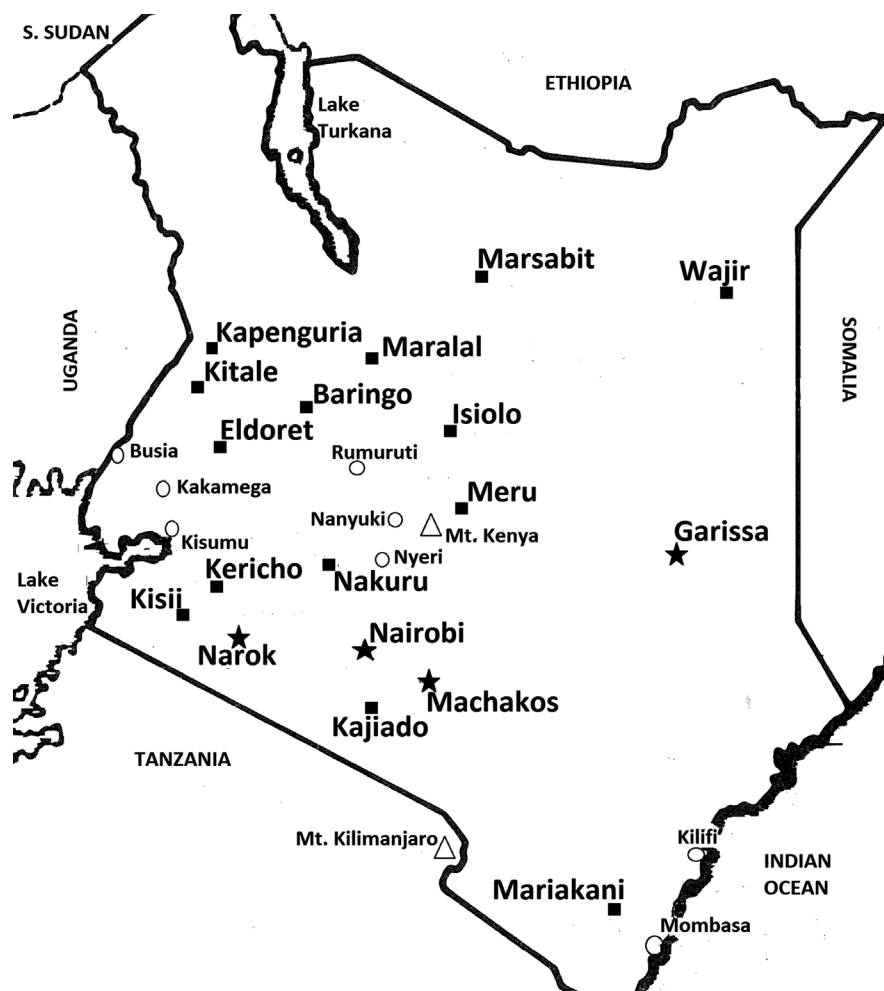 S. SUDAN
ETHIOPIA
Lake
Turkana
Marsabit
Wajir
UGANDA
SOMALIA
Kapenguria
Maralal
Kitale
Baringo
Isiolo
Eldoret
Busia
Rumuruti
Kakamega
Meru
Nanyuki
Mt. Kenya
Garissa
Kisumu
Nyeri
Lake
Victoria
Kericho
Nakuru
Kisii
Narok
Nairobi
Machakos
Kajiado
TANZANIA
Mt. Kilimanjaro
Kilifi
INDIAN
OCEAN
Mariakani
Mombasa